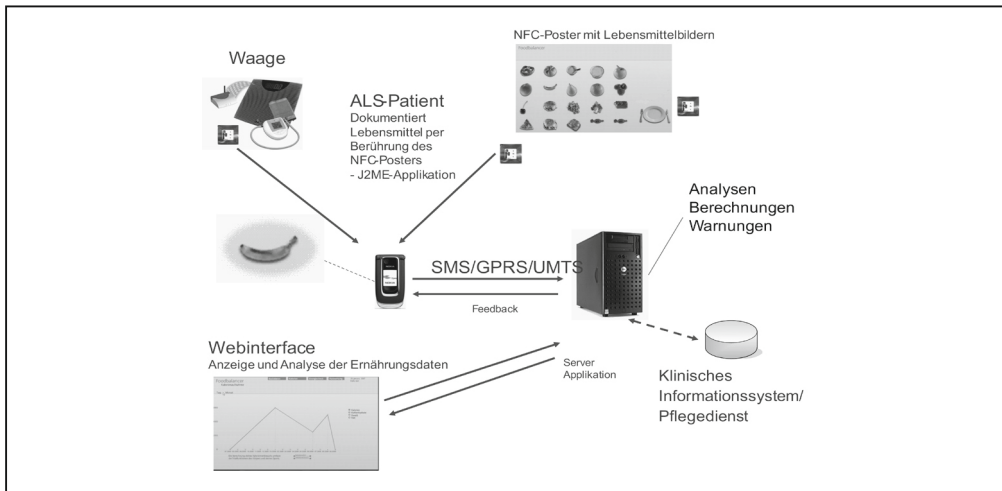 NFC-Poster mit Lebensmittelbildern
Waage
ALS-Patient
Dokumentiert
Lebensmittel per
Berührung des
NFC-Posters
- J2ME-Applikation
Analysen
Berechnungen
Warnungen
SMS/GPRS/UMTS
Feedback
Webinterface
Anzeige und Analyse der Ernährungsdaten
Server
Applikation
Klinisches
Informationssystem/
Pflegedienst